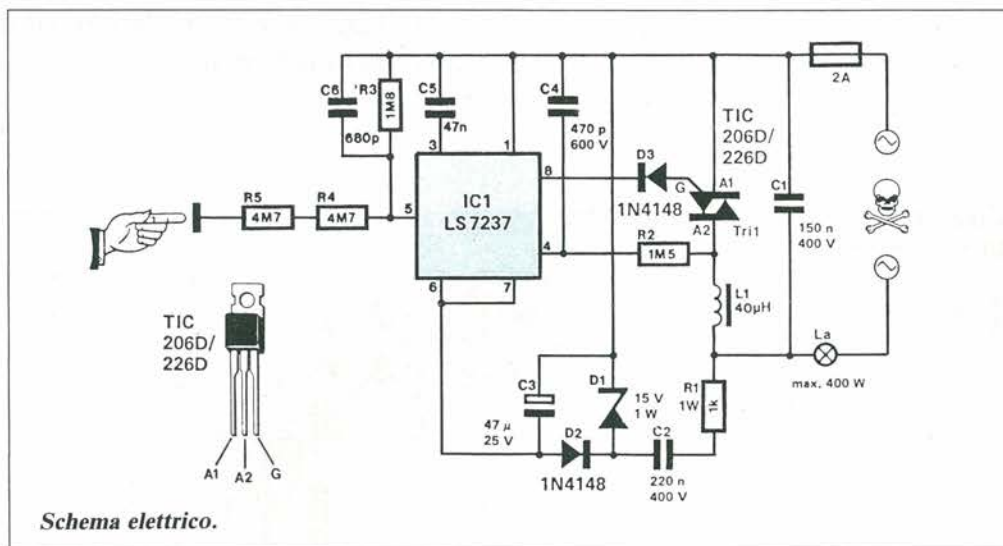 2A
C6
'R3
1M8
680p
C5
47n
C4
470 p
600 V
TIC
206D/
226D
3
1
8
D3
1N4148
G
A1
A2
Tri1
C1
150 n
400 V
R5
4M7
R4
4M7
5
IC1
LS7237
4
R2
1M5
6
7
L1
40µH
La
max. 400 W
TIC
206D/
226D
A1
A2
G
C3
47 µ
25 V
D1
15 V
1 W
D2
1N4148
C2
220 n
400 V
R1
1W
1k
Schema elettrico.